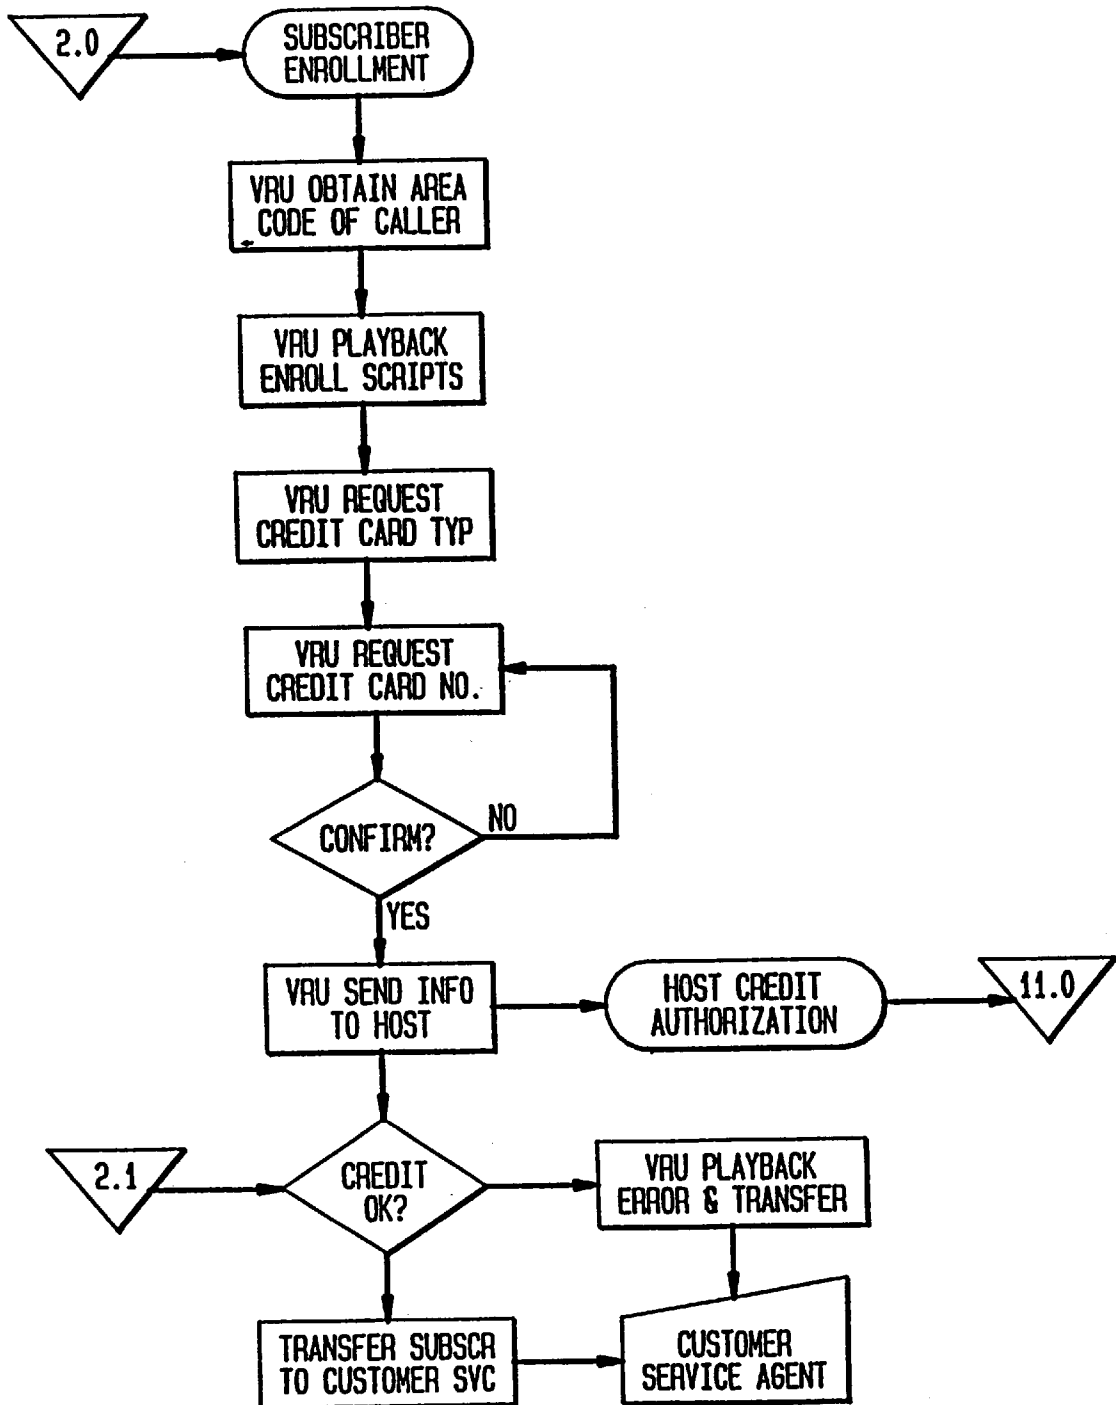 2.0
SUBSCRIBER
ENROLLMENT
VRU OBTAIN AREA
CODE OF CALLER
VRU PLAYBACK
ENROLL SCRIPTS
VRU REQUEST
CREDIT CARD TYP
VRU REQUEST
CREDIT CARD NO.
CONFIRM?
NO
YES
VRU SEND INFO
TO HOST
HOST CREDIT
AUTHORIZATION
11.0
2.1
CREDIT
OK?
VRU PLAYBACK
ERROR & TRANSFER
TRANSFER SUBSCR
TO CUSTOMER SVC
CUSTOMER
SERVICE AGENT